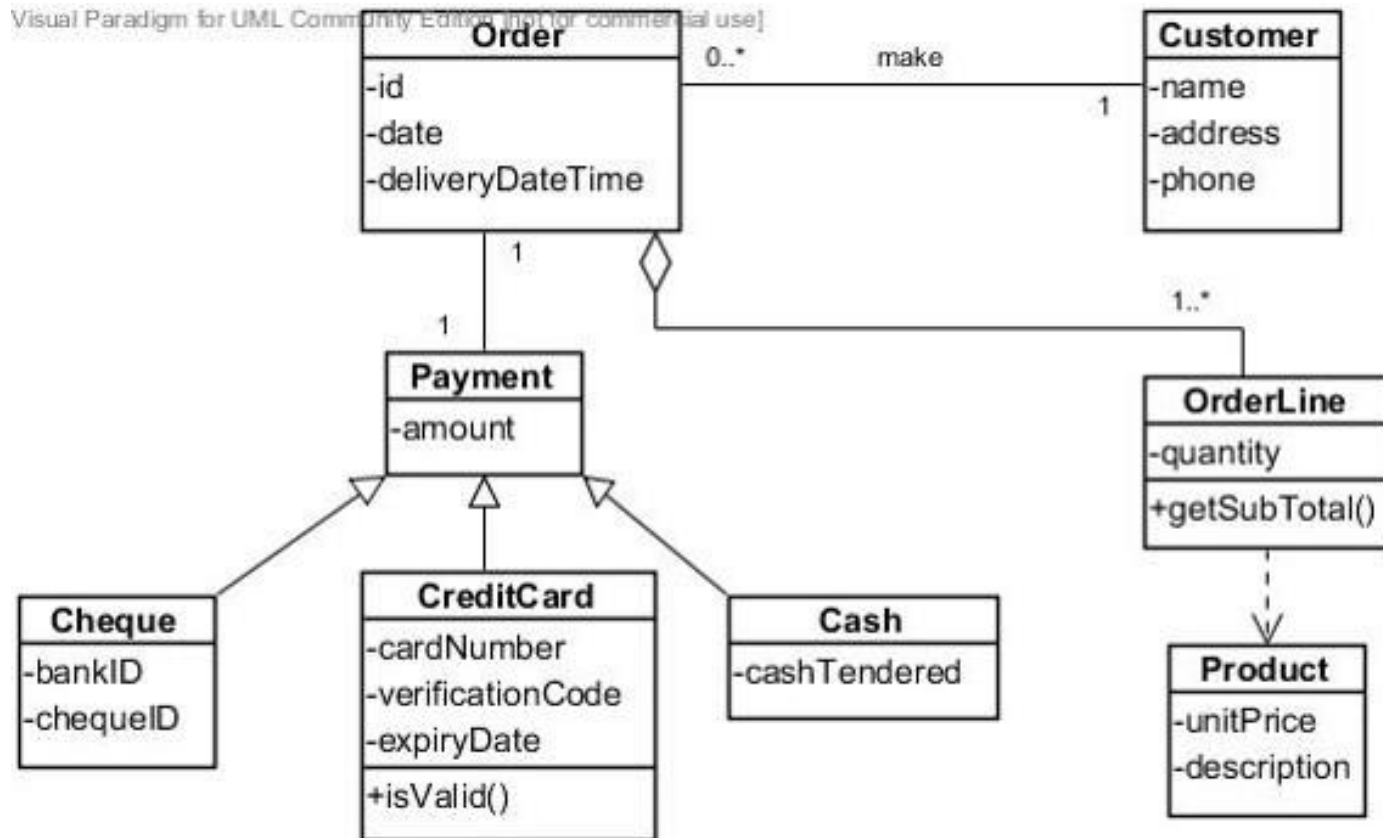 Visual Paradigm for UML Community Edition [not for commercial use]
Order
-id
-date
-deliveryDateTime
0..*
make
1
Customer
-name
-address
-phone
1
1
Payment
-amount
1..*
OrderLine
-quantity
+getSubTotal()
Cheque
-bankID
-chequeID
CreditCard
-cardNumber
-verificationCode
-expiryDate
+isValid()
Cash
-cashTendered
Product
-unitPrice
-description